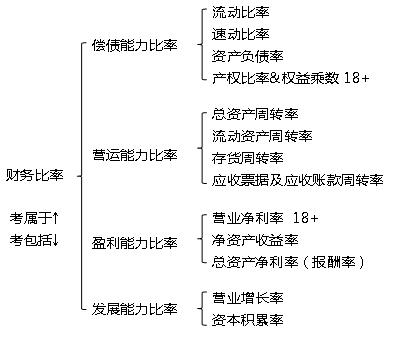 流动比率
偿债能力比率
速动比率
资产负债率
产权比率&权益乘数 18+
总资产周转率
流动资产周转率
营运能力比率
存货周转率
应收票据及应收账款周转率
财务比率
考属于↑
考包括↓
营业净利率 18+
盈利能力比率
净资产收益率
总资产净利率（报酬率）
发展能力比率
营业增长率
资本积累率